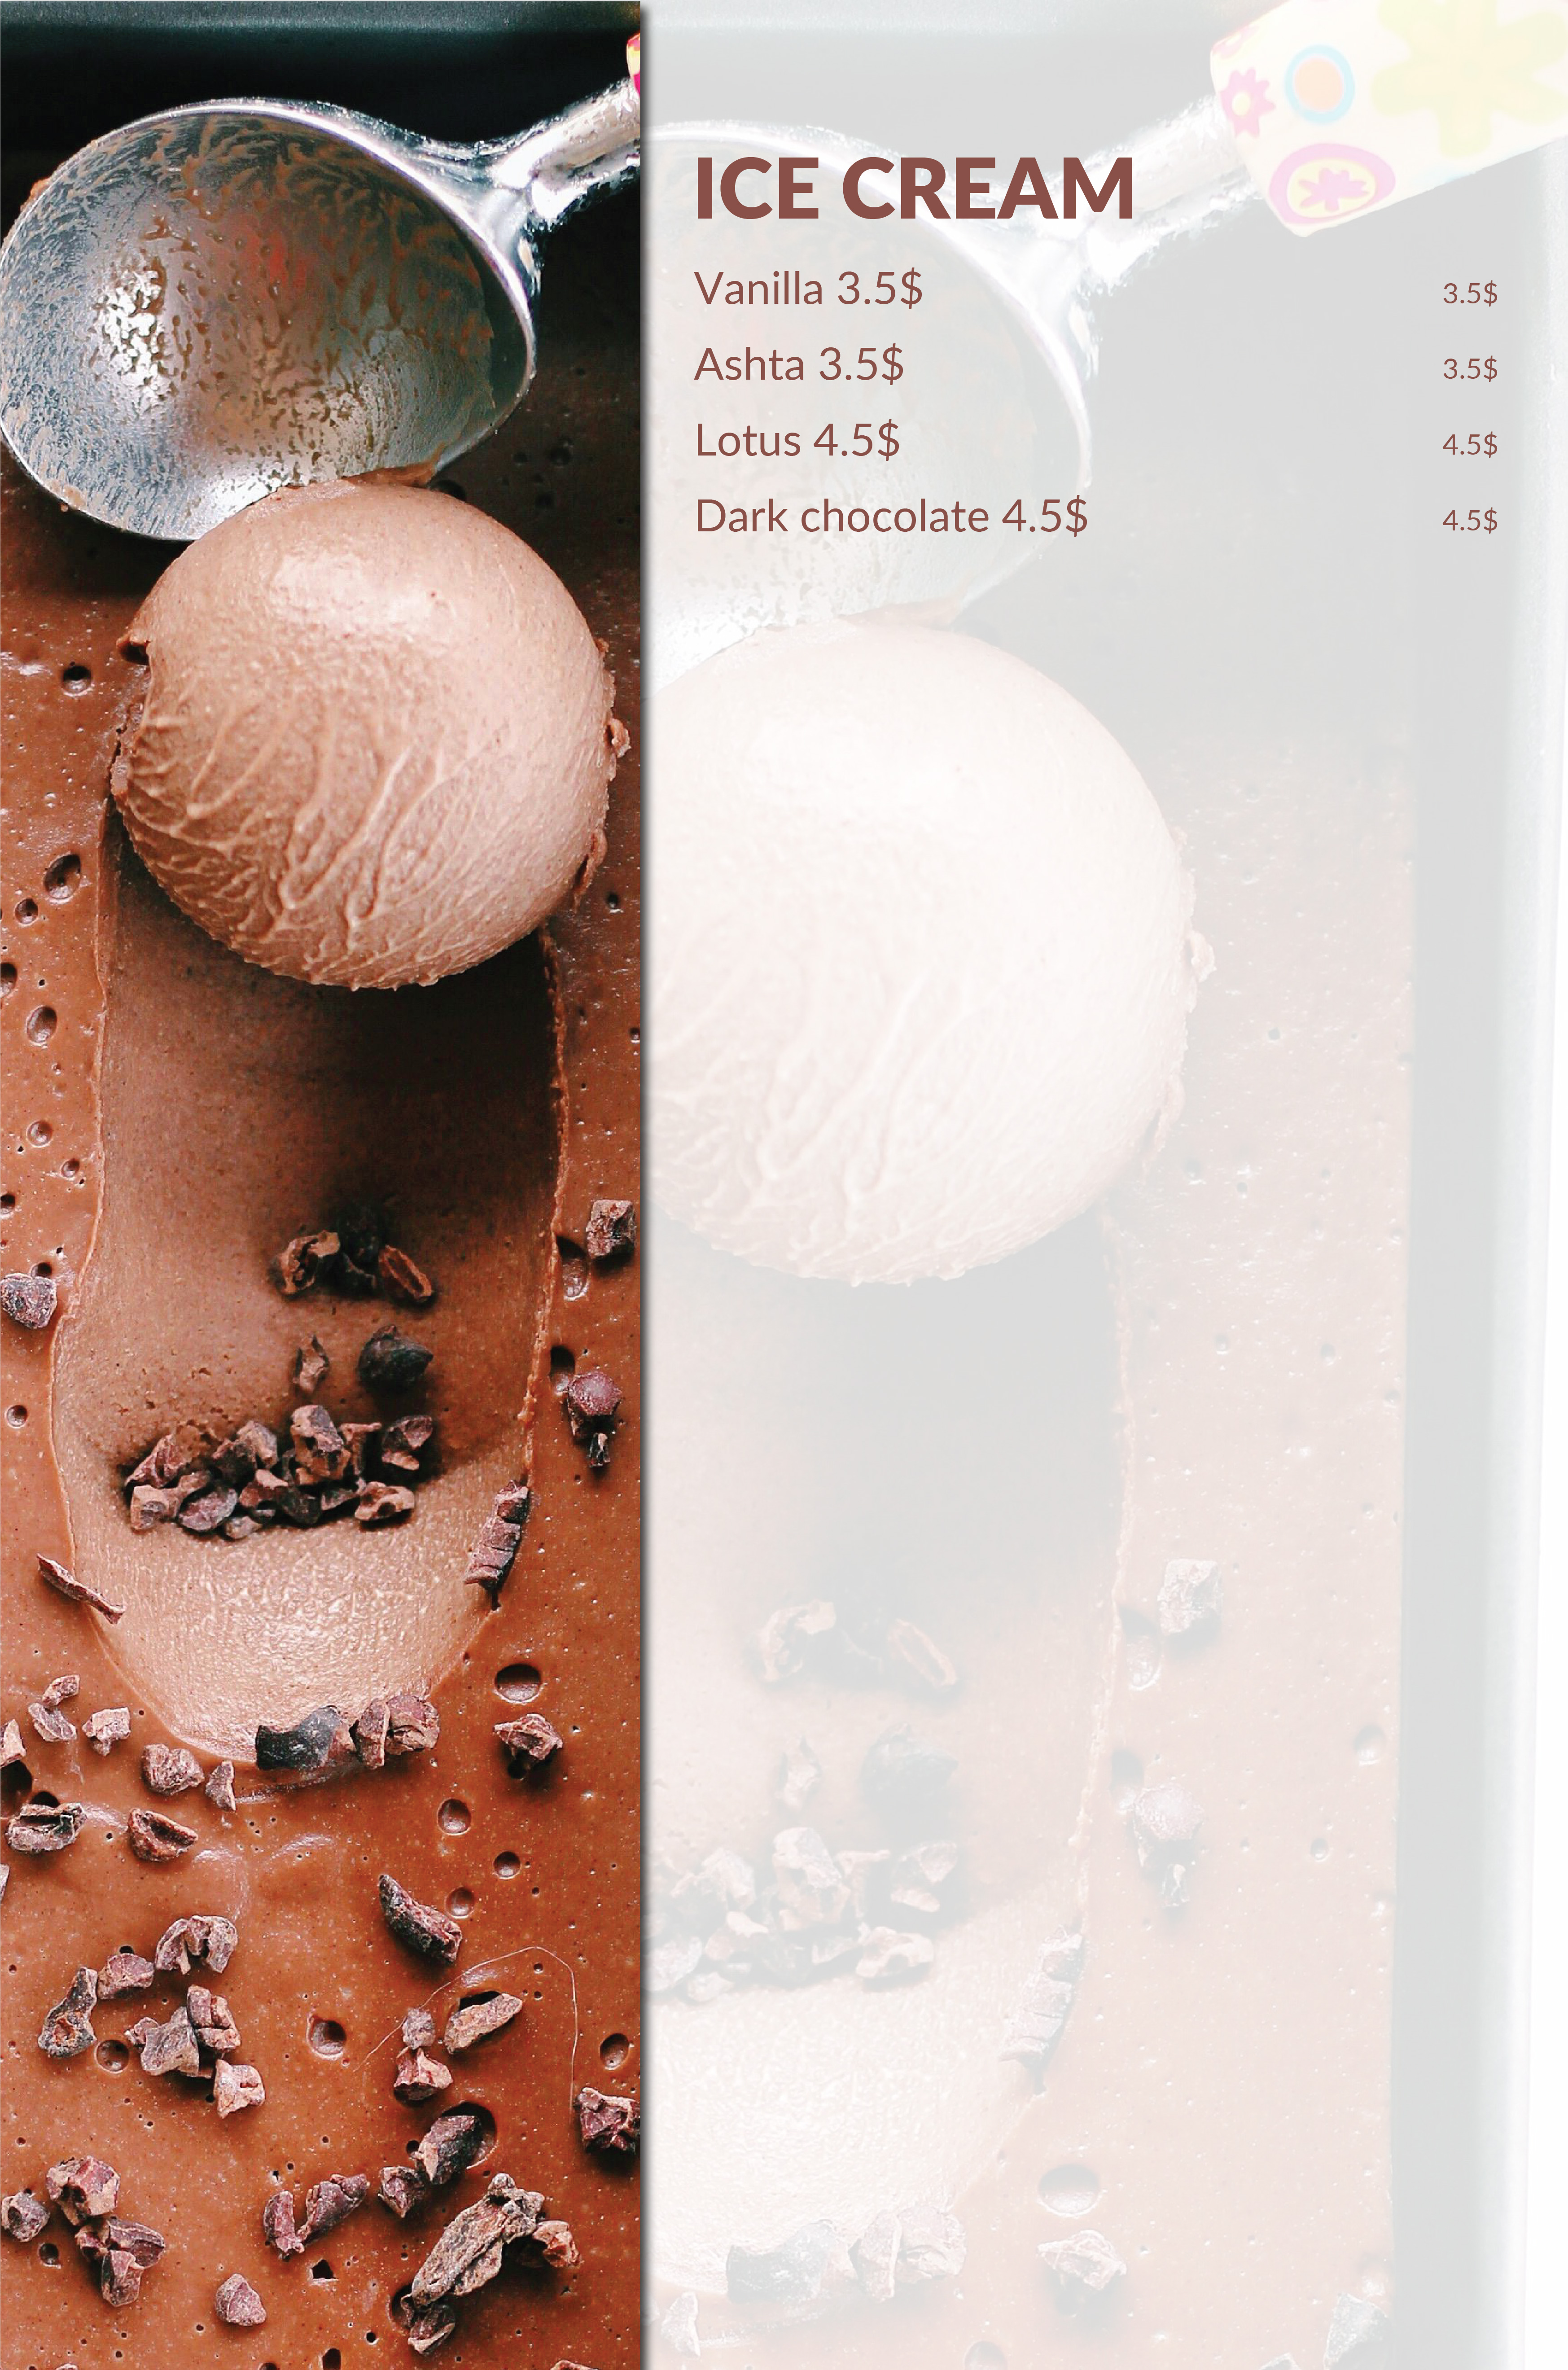 ICE CREAM
Vanilla 3.5$ 3.5$
Ashta 3.5$ 3.5$
Lotus 4.5$ 4.5$
Dark chocolate 4.5$ 4.5$